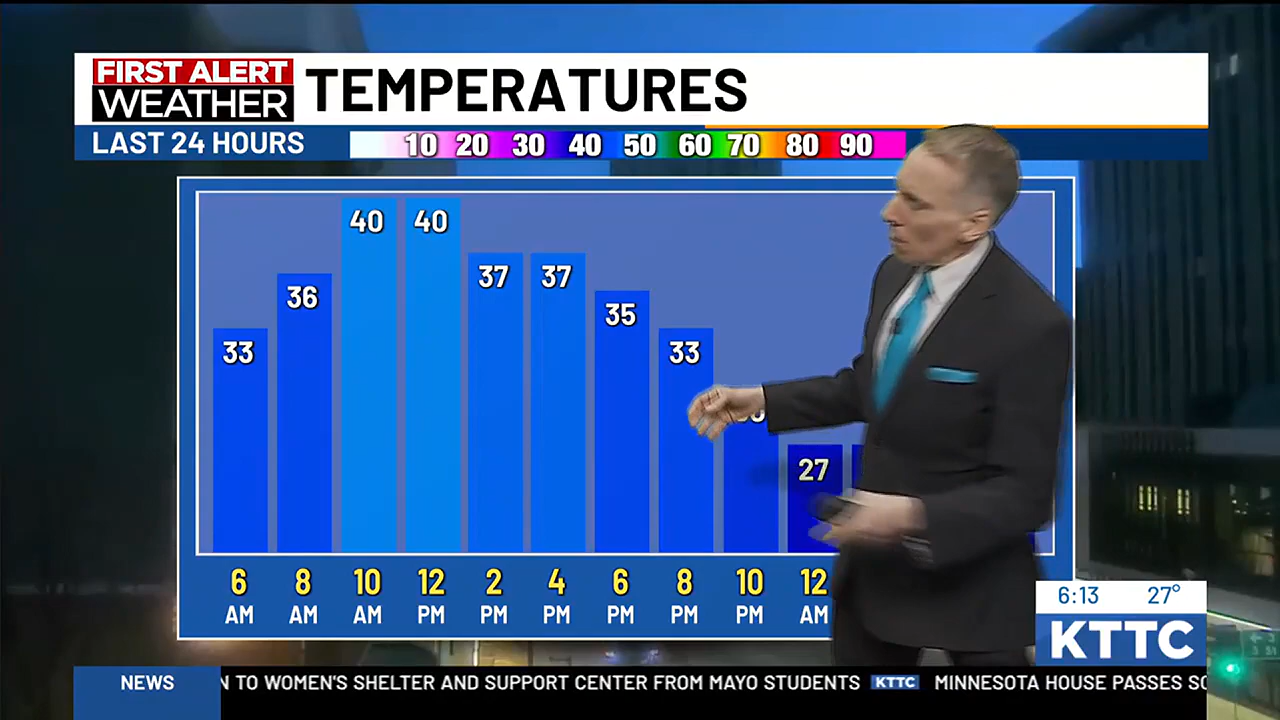 FIRST ALERT
WEATHER
TEMPERATURES
LAST 24 HOURS
10 20 30 40 50 60 70 80 90
40 40
37 37
36
35
33 33
27
6 8 10 12 2 4 6 8 10 12
AM AM AM PM PM PM PM PM PM AM
6:13 27°
KTTC
NEWS
N TO WOMEN'S SHELTER AND SUPPORT CENTER FROM MAYO STUDENTS KTTC MINNESOTA HOUSE PASSES